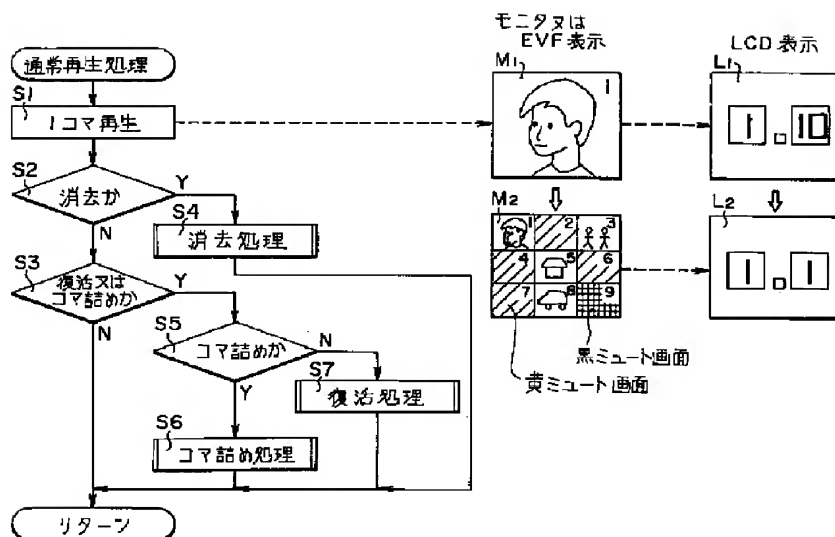 通常再生処理
S1
1コマ再生
S2
消去か
Y
N
S4
消去処理
S3
復活又は
コマ詰めか
Y
N
S5
コマ詰めか
N
Y
S7
復活処理
S6
コマ詰め処理
リターン
モニタ又は
EVF表示
M1
1
LCD表示
L1
1.10
M2
1
2
3
4
5
6
7
8
9
L2
1.1
黒ミュート画面
黄ミュート画面